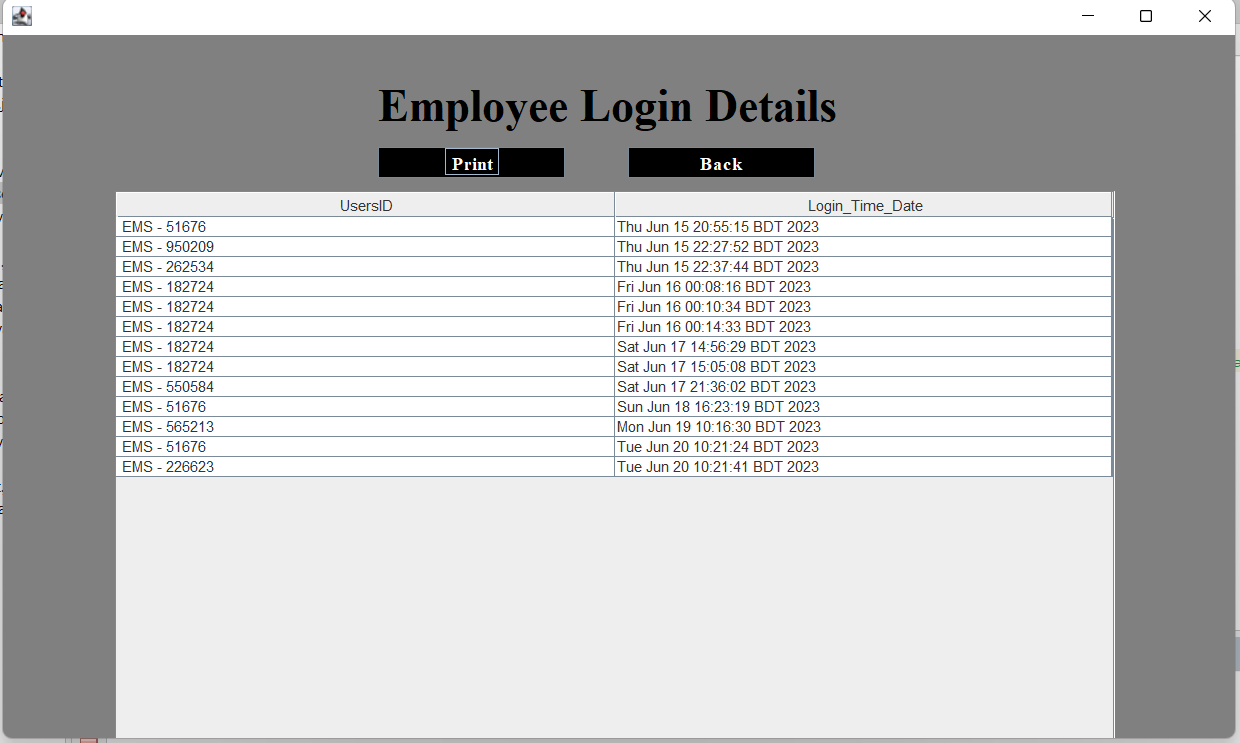 Employee Login Details
Print Back
UsersID Login_Time_Date
EMS - 51676 Thu Jun 15 20:55:15 BDT 2023
EMS - 950209 Thu Jun 15 22:27:52 BDT 2023
EMS - 262534 Thu Jun 15 22:37:44 BDT 2023
EMS - 182724 Fri Jun 16 00:08:16 BDT 2023
EMS - 182724 Fri Jun 16 00:10:34 BDT 2023
EMS - 182724 Fri Jun 16 00:14:33 BDT 2023
EMS - 182724 Sat Jun 17 14:56:29 BDT 2023
EMS - 182724 Sat Jun 17 15:05:08 BDT 2023
EMS - 550584 Sat Jun 17 21:36:02 BDT 2023
EMS - 51676 Sun Jun 18 16:23:19 BDT 2023
EMS - 565213 Mon Jun 19 10:16:30 BDT 2023
EMS - 51676 Tue Jun 20 10:21:24 BDT 2023
EMS - 226623 Tue Jun 20 10:21:41 BDT 2023